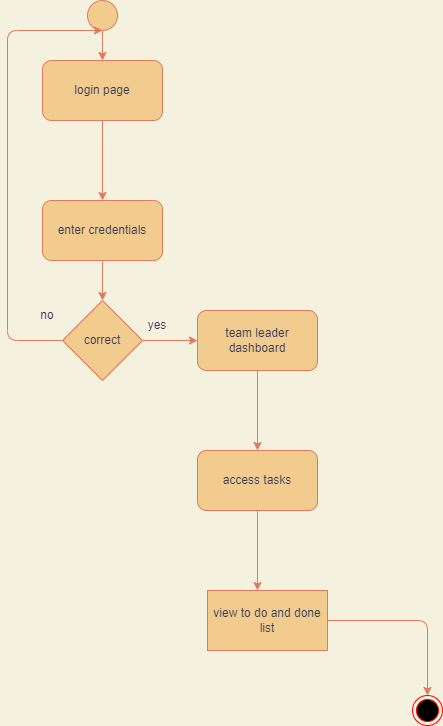 login page
enter credentials
no
yes
correct
team leader
dashboard
access tasks
view to do and done
list